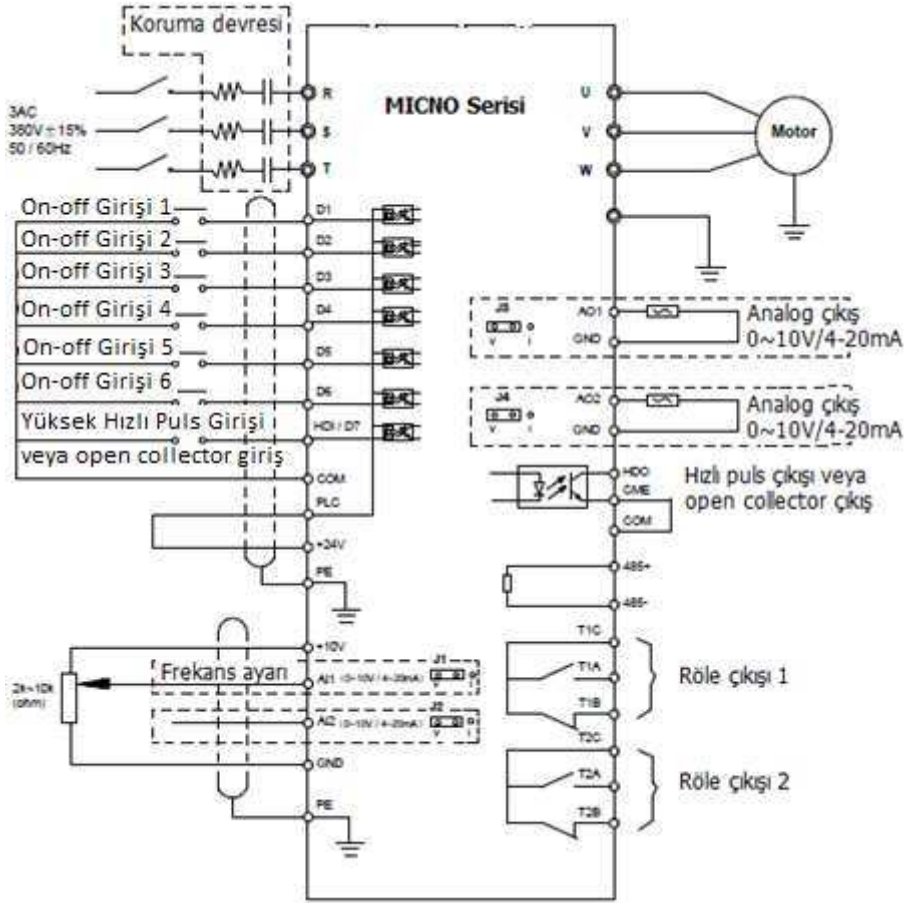 Koruma devresi
MICNO Serisi
3AC
380V±15%
50 / 60Hz
R
S
T
U
V
W
Motor
On-off Girişi 1
D1
On-off Girişi 2
D2
On-off Girişi 3
D3
On-off Girişi 4
D4
On-off Girişi 5
D5
On-off Girişi 6
D6
Yüksek Hızlı Puls Girişi
veya open collector giriş
HDI / D7
COM
PLC
+24V
PE
J3
V I
AO1
GND
Analog çıkış
0~10V/4-20mA
J4
V I
AO2
GND
Analog çıkış
0~10V/4-20mA
HDO
CME
COM
Hızlı puls çıkışı veya
open collector çıkış
485+
485-
+10V
2k~10k
(ohm)
Frekans ayarı
AI1 (0~10V / 4~20mA)
J1
V I
AI2 (0~10V / 4~20mA)
J2
V I
GND
PE
T1C
T1A
T1B
Röle çıkışı 1
T2C
T2A
T2B
Röle çıkışı 2